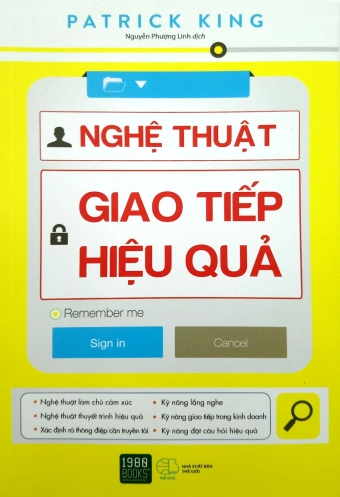 PATRICK KING
Nguyễn Phượng Linh dịch
NGHỆ THUẬT
GIAO TIẾP
HIỆU QUẢ
Remember me
Sign in
Cancel
• Nghệ thuật làm chủ cảm xúc
• Nghệ thuật thuyết trình hiệu quả
• Xác định rõ thông điệp cần truyền tải
• Kỹ năng lắng nghe
• Kỹ năng giao tiếp trong kinh doanh
• Kỹ năng đặt câu hỏi hiệu quả
1980
BOOKS
THẾ GIỚI
NHÀ XUẤT BẢN
THẾ GIỚI